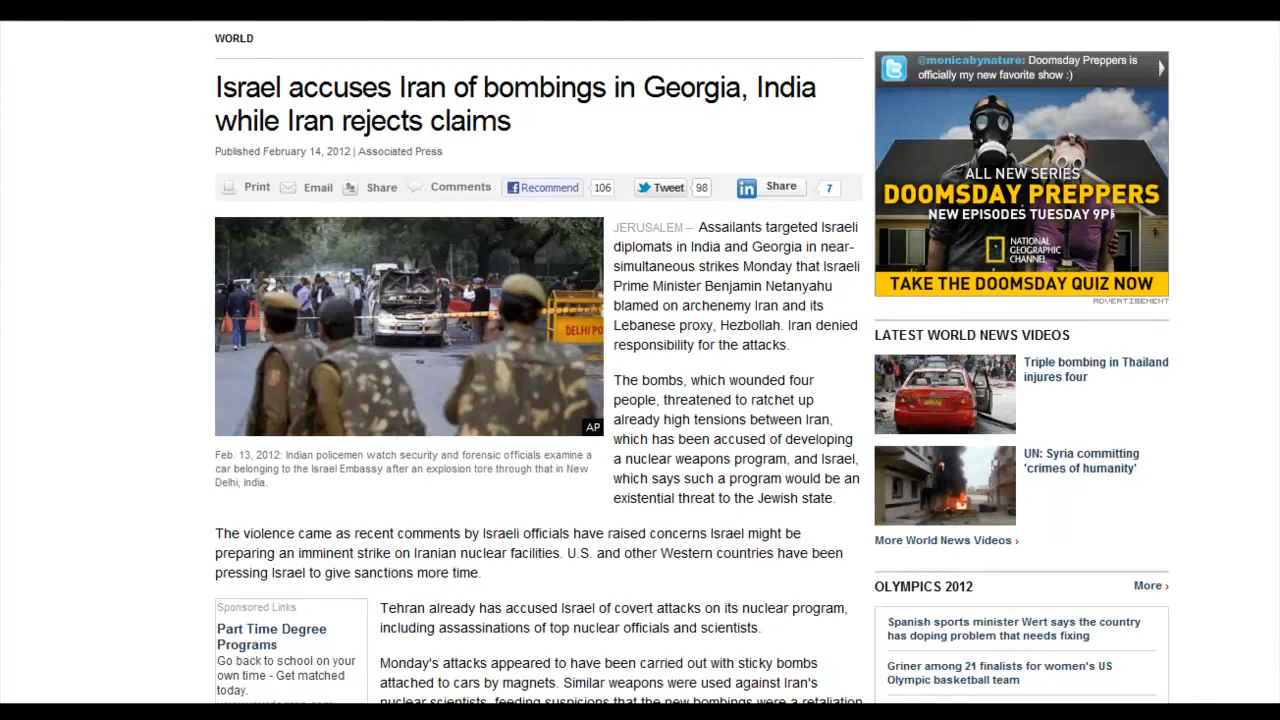 WORLD
Israel accuses Iran of bombings in Georgia, India
while Iran rejects claims
Published February 14, 2012 | Associated Press
Print Email Share Comments Recommend 106 Tweet 98 in Share 7
AP
DELHI PO
Feb. 13, 2012: Indian policemen watch security and forensic officials examine a
car belonging to the Israel Embassy after an explosion tore through that in New
Delhi, India.
JERUSALEM – Assailants targeted Israeli
diplomats in India and Georgia in near-
simultaneous strikes Monday that Israeli
Prime Minister Benjamin Netanyahu
blamed on archenemy Iran and its
Lebanese proxy, Hezbollah. Iran denied
responsibility for the attacks.
The bombs, which wounded four
people, threatened to ratchet up
already high tensions between Iran,
which has been accused of developing
a nuclear weapons program, and Israel,
which says such a program would be an
existential threat to the Jewish state.
The violence came as recent comments by Israeli officials have raised concerns Israel might be
preparing an imminent strike on Iranian nuclear facilities. U.S. and other Western countries have been
pressing Israel to give sanctions more time.
Sponsored Links
Part Time Degree
Programs
Go back to school on your
own time - Get matched
today.
Tehran already has accused Israel of covert attacks on its nuclear program,
including assassinations of top nuclear officials and scientists.
Monday's attacks appeared to have been carried out with sticky bombs
attached to cars by magnets. Similar weapons were used against Iran's
nuclear scientists, feeding suspicions that the new bombings were a retaliation
@monicabynature: Doomsday Preppers is
officially my new favorite show :)
ALL NEW SERIES
DOOMSDAY PREPPERS
NEW EPISODES TUESDAY 9P
NATIONAL
GEOGRAPHIC
CHANNEL
TAKE THE DOOMSDAY QUIZ NOW
ADVERTISEMENT
LATEST WORLD NEWS VIDEOS
Triple bombing in Thailand
injures four
UN: Syria committing
'crimes of humanity'
More World News Videos ›
OLYMPICS 2012 More ›
Spanish sports minister Wert says the country
has doping problem that needs fixing
Griner among 21 finalists for women's US
Olympic basketball team